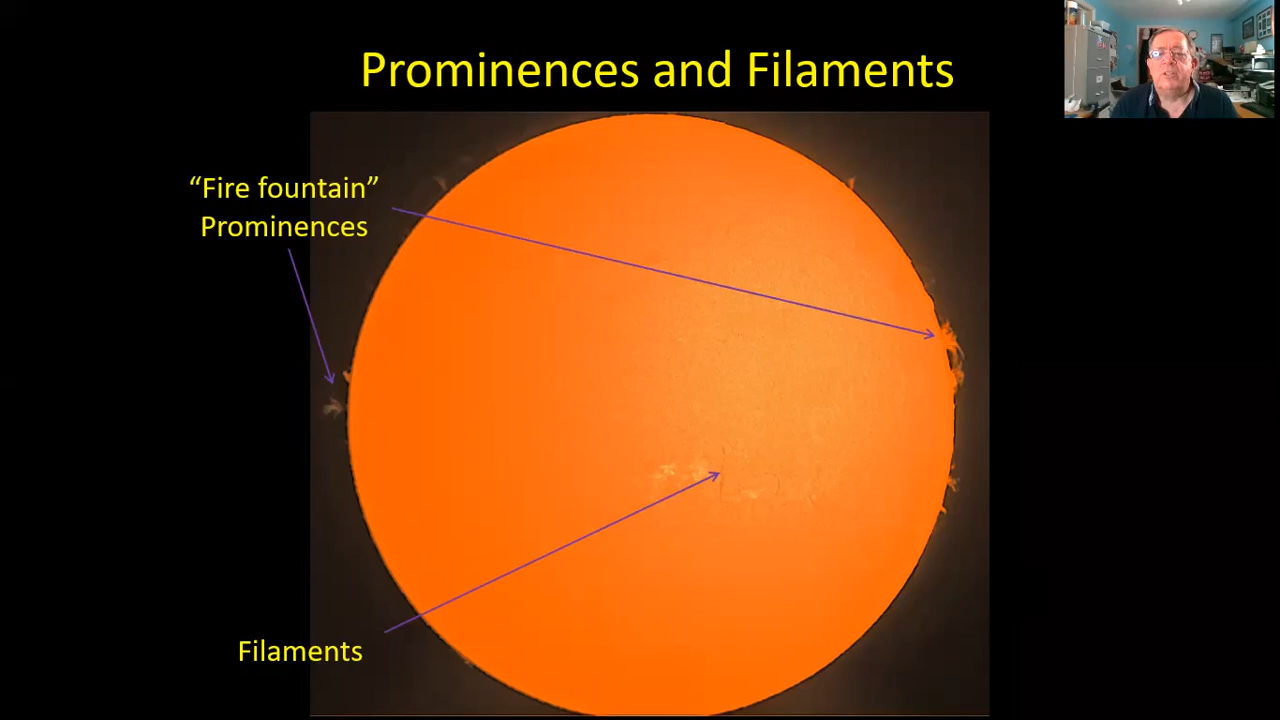 Prominences and Filaments
“Fire fountain”
Prominences
Filaments